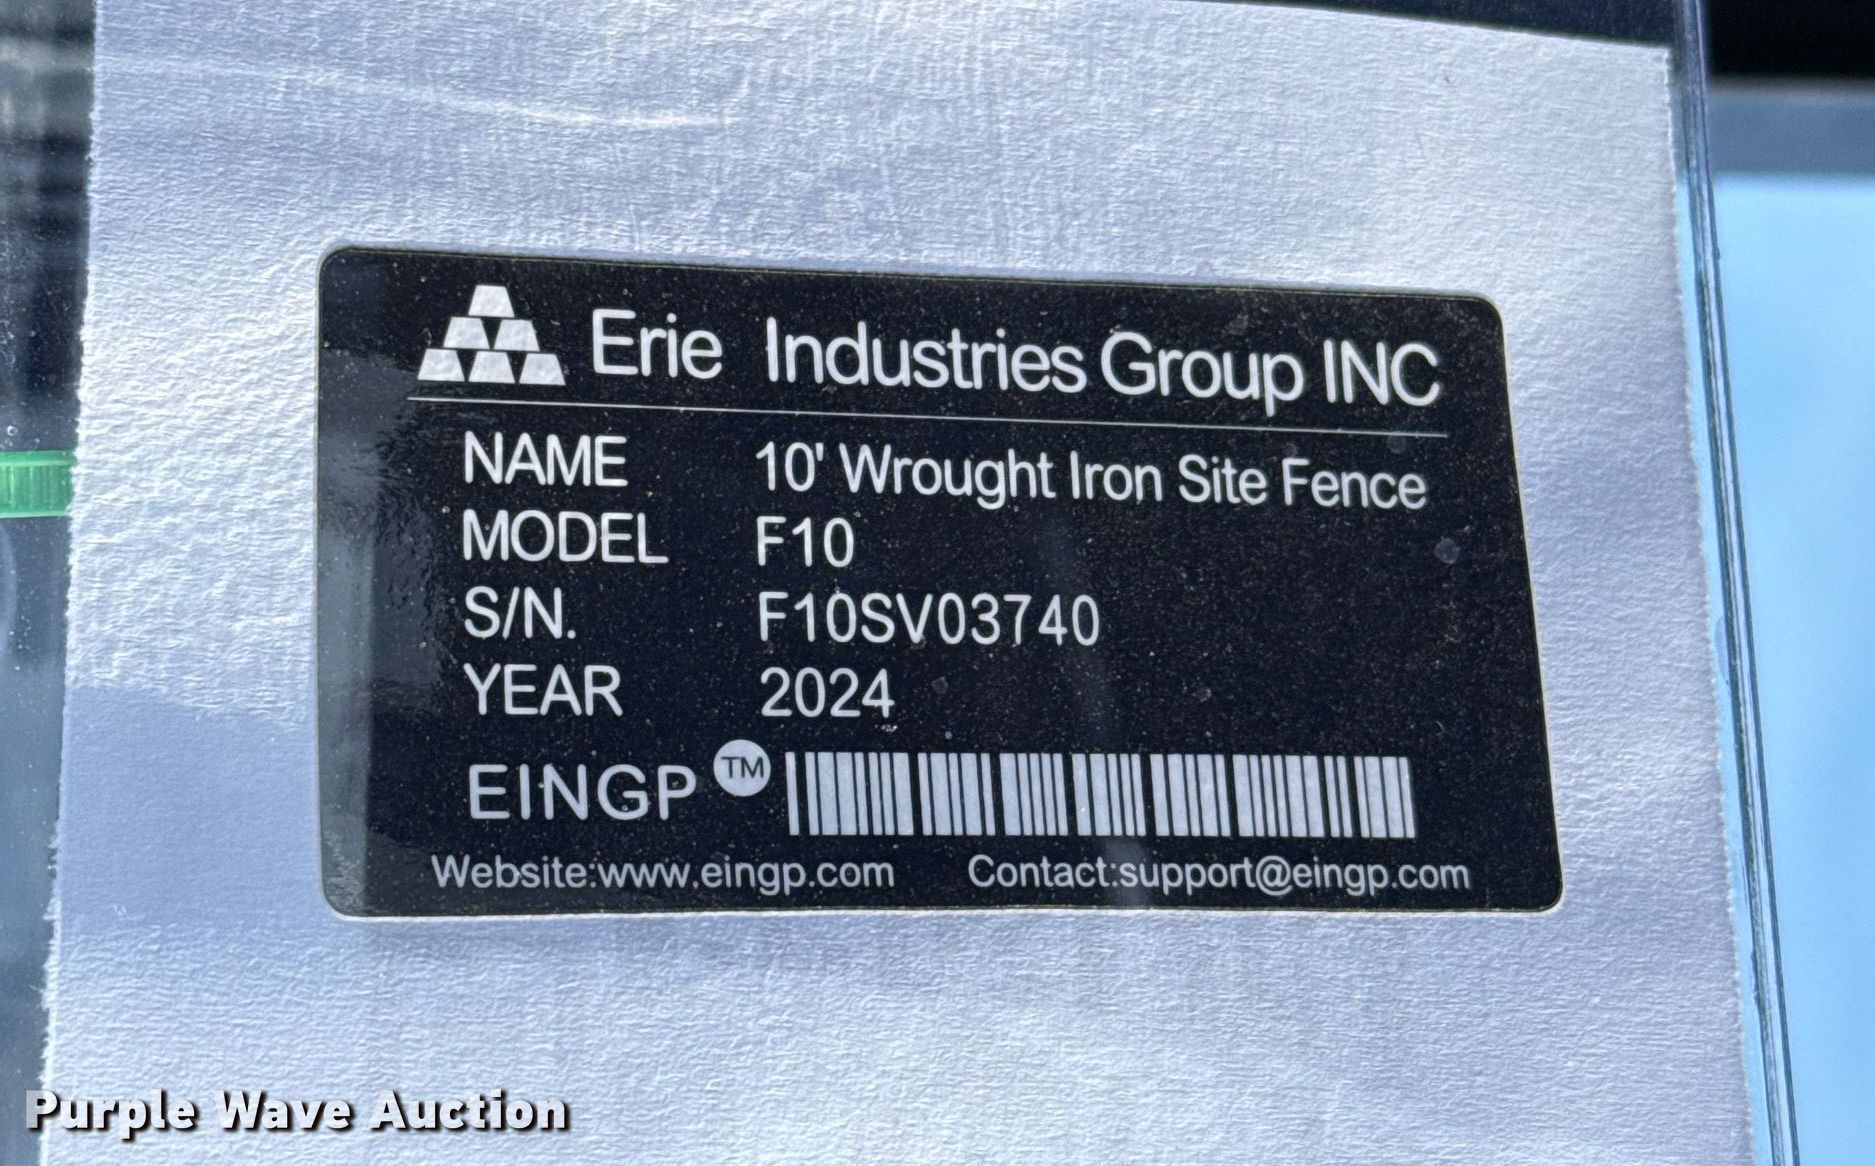 Erie Industries Group INC
NAME 10' Wrought Iron Site Fence
MODEL F10
S/N. F10SV03740
YEAR 2024
EINGP TM
Website:www.eingp.com Contact:support@eingp.com
Purple Wave Auction